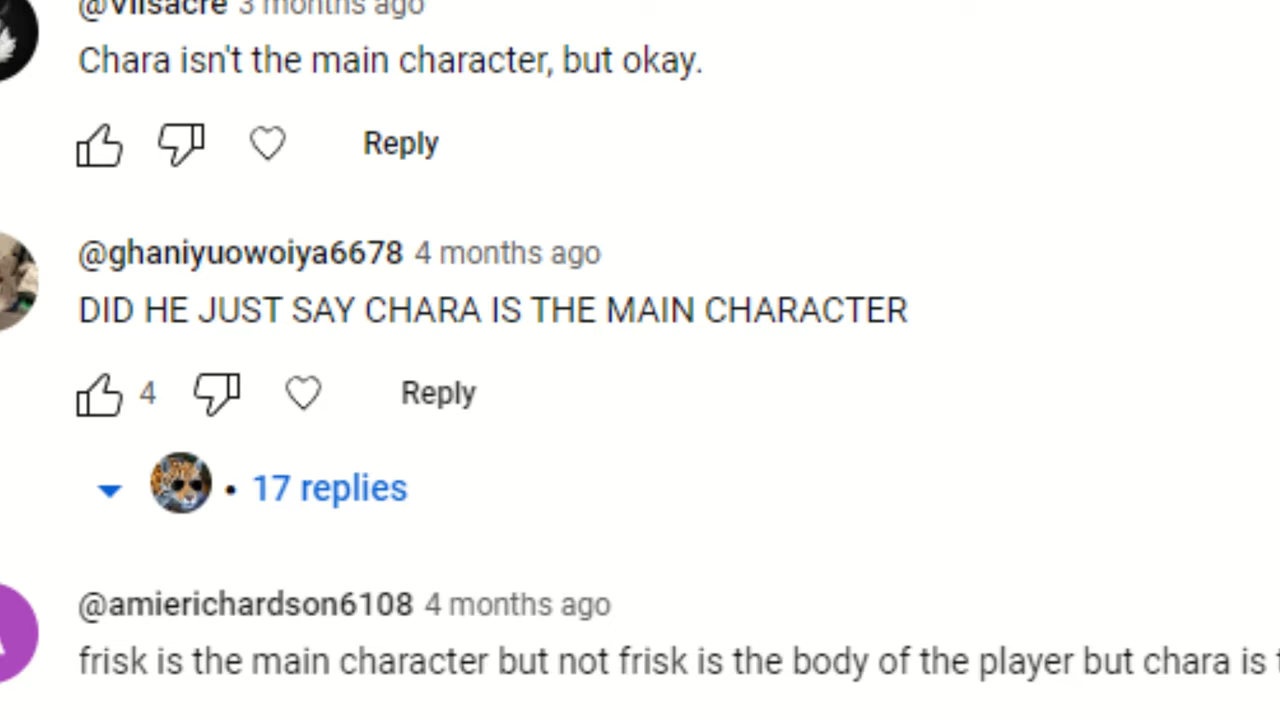 @Vilsacre 3 months ago
Chara isn't the main character, but okay.
Reply
@ghaniyuowoiya6678 4 months ago
DID HE JUST SAY CHARA IS THE MAIN CHARACTER
4 Reply
• 17 replies
@amierichardson6108 4 months ago
frisk is the main character but not frisk is the body of the player but chara is